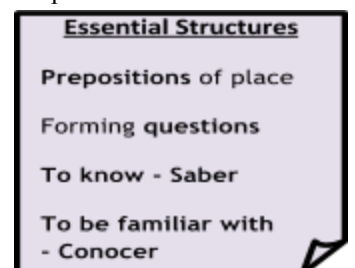 Essential Structures
Prepositions of place
Forming questions
To know - Saber
To be familiar with
- Conocer